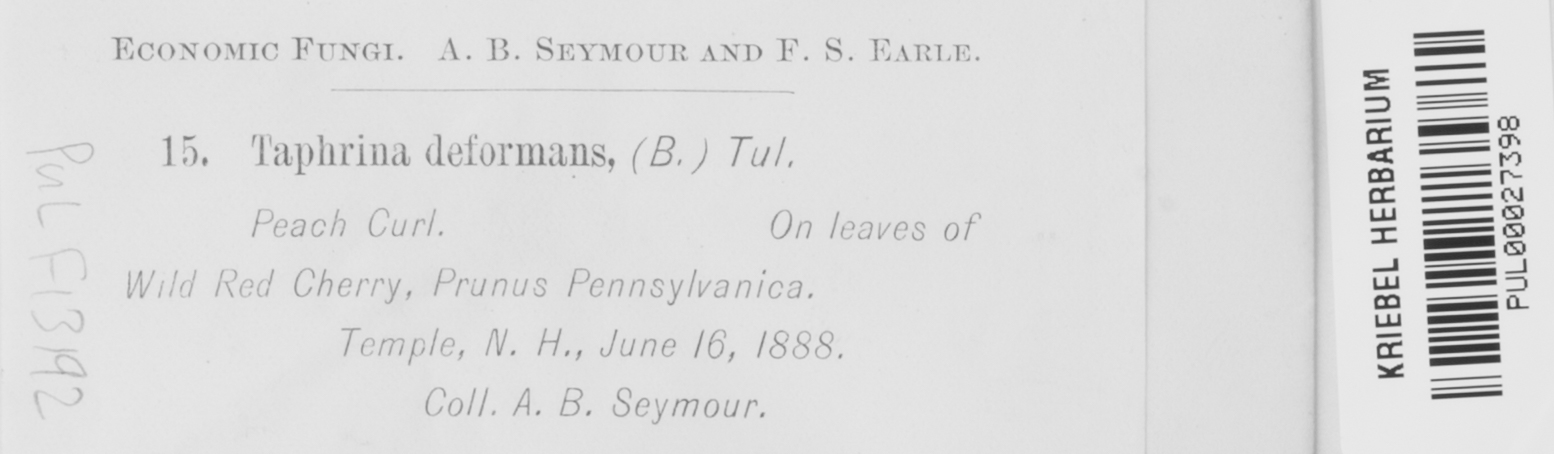 ECONOMIC FUNGI. A. B. SEYMOUR AND F. S. EARLE.
15. Taphrina deformans, (B.) Tul.
Peach Curl. On leaves of
Wild Red Cherry, Prunus Pennsylvanica.
Temple, N. H., June 16, 1888.
Coll. A. B. Seymour.
PUL F13192
KRIEBEL HERBARIUM
PUL00027398